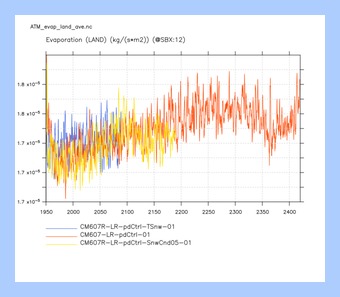 ATM_evap_land_ave.nc
Evaporation (LAND) (kg/(s*m2)) (@SBX:12)
1.8 x10⁻⁵
1.8 x10⁻⁵
1.7 x10⁻⁵
1.7 x10⁻⁵
1.7 x10⁻⁵
1950 2000 2050 2100 2150 2200 2250 2300 2350 2400
CM607R-LR-pdCtrl-TSnw-01
CM607-LR-pdCtrl-01
CM607R-LR-pdCtrl-SnwCnd05-01